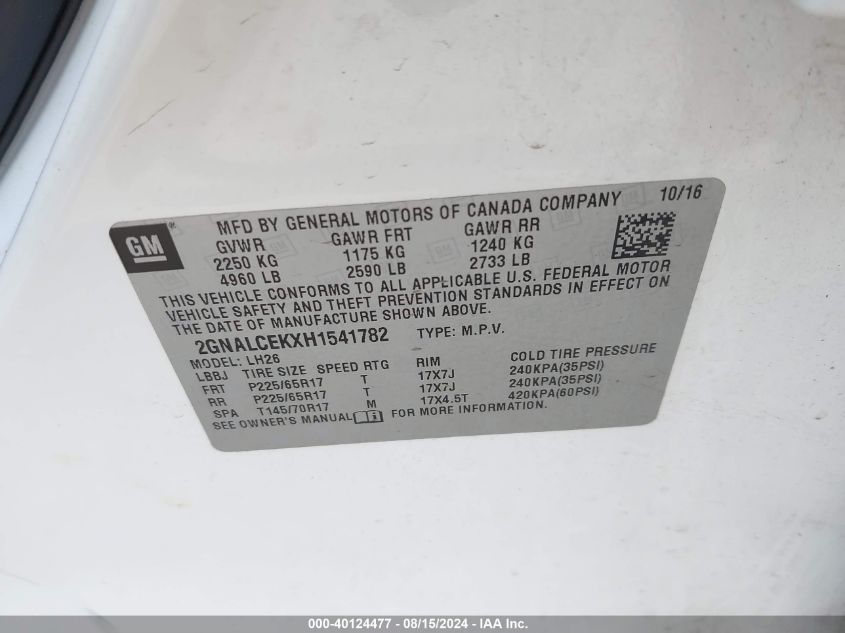 MFD BY GENERAL MOTORS OF CANADA COMPANY 10/16
GM
GVWR GAWR FRT GAWR RR
2250 KG 1175 KG 1240 KG
4960 LB 2590 LB 2733 LB
THIS VEHICLE CONFORMS TO ALL APPLICABLE U.S. FEDERAL MOTOR
VEHICLE SAFETY AND THEFT PREVENTION STANDARDS IN EFFECT ON
THE DATE OF MANUFACTURE SHOWN ABOVE.
2GNALCEKXH1541782 TYPE: M.P.V.
MODEL: LH26
LBBJ TIRE SIZE SPEED RTG RIM COLD TIRE PRESSURE
FRT P225/65R17 T 17X7J 240KPA(35PSI)
RR P225/65R17 T 17X7J 240KPA(35PSI)
SPA T145/70R17 M 17X4.5T 420KPA(60PSI)
SEE OWNER'S MANUAL FOR MORE INFORMATION.
000-40124477 - 08/15/2024 - IAA Inc.